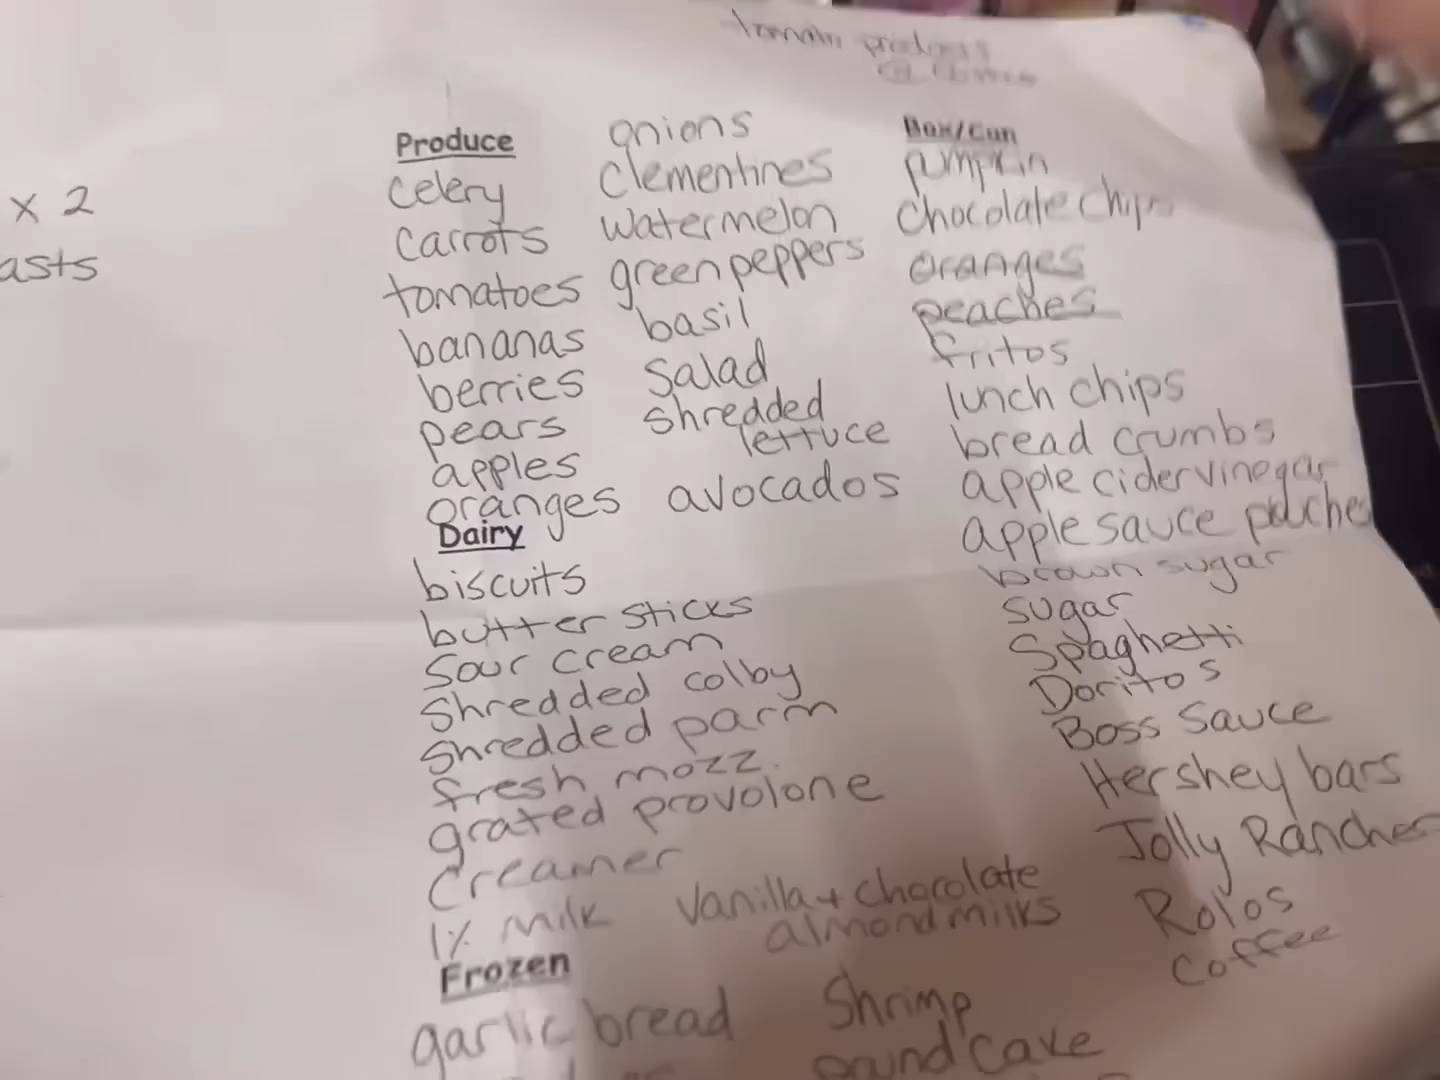 tomato products
@ Costco
x 2
asts
Produce
celery
carrots
tomatoes
bananas
berries
pears
apples
oranges
onions
clementines
watermelon
green peppers
basil
salad
shredded
lettuce
avocados
Box/Can
pumpkin
chocolate chips
oranges
peaches
fritos
lunch chips
bread crumbs
apple cider vinegar
apple sauce pouches
brown sugar
sugar
Spaghetti
Doritos
Boss Sauce
Hershey bars
Jolly Rancher
Rolos
Coffee
Dairy
biscuits
butter sticks
sour cream
shredded colby
shredded parm
fresh mozz.
grated provolone
creamer
1% milk
Vanilla + chocolate
almond milks
Frozen
garlic bread
Shrimp
pound cake